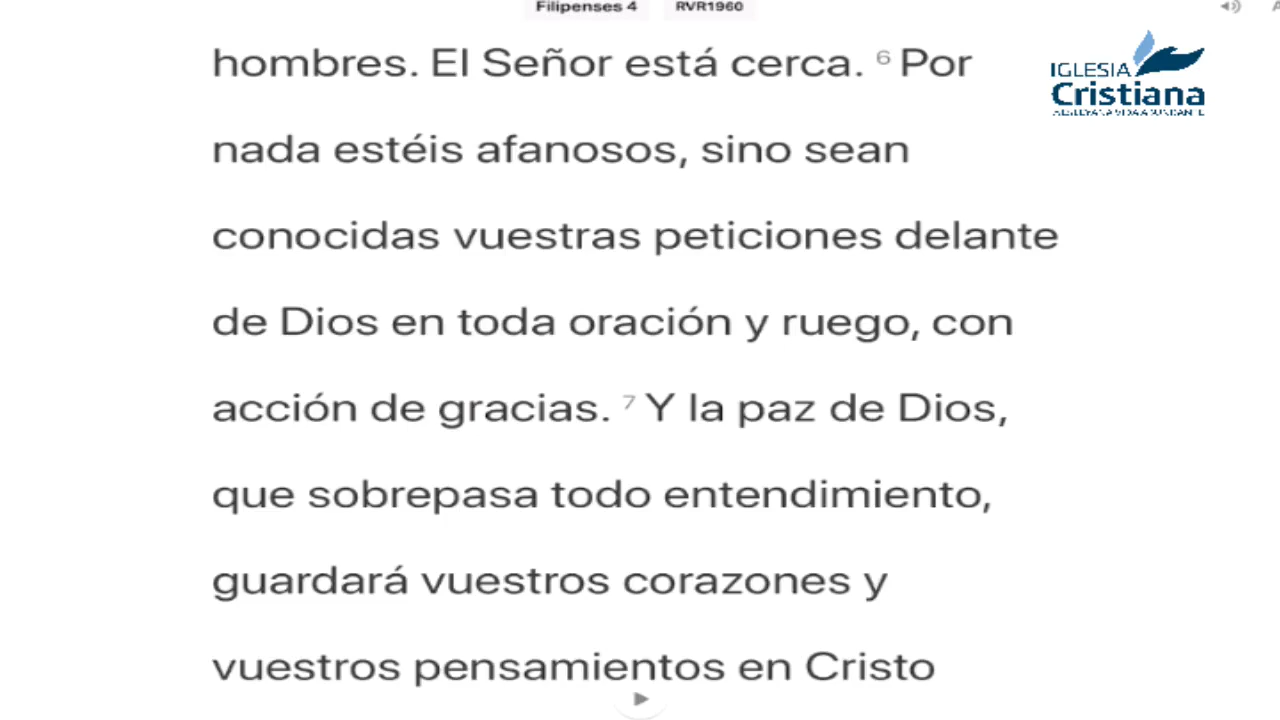 Filipenses 4 RVR1960
hombres. El Señor está cerca. 6 Por
nada estéis afanosos, sino sean
conocidas vuestras peticiones delante
de Dios en toda oración y ruego, con
acción de gracias. 7 Y la paz de Dios,
que sobrepasa todo entendimiento,
guardará vuestros corazones y
vuestros pensamientos en Cristo
IGLESIA
Cristiana